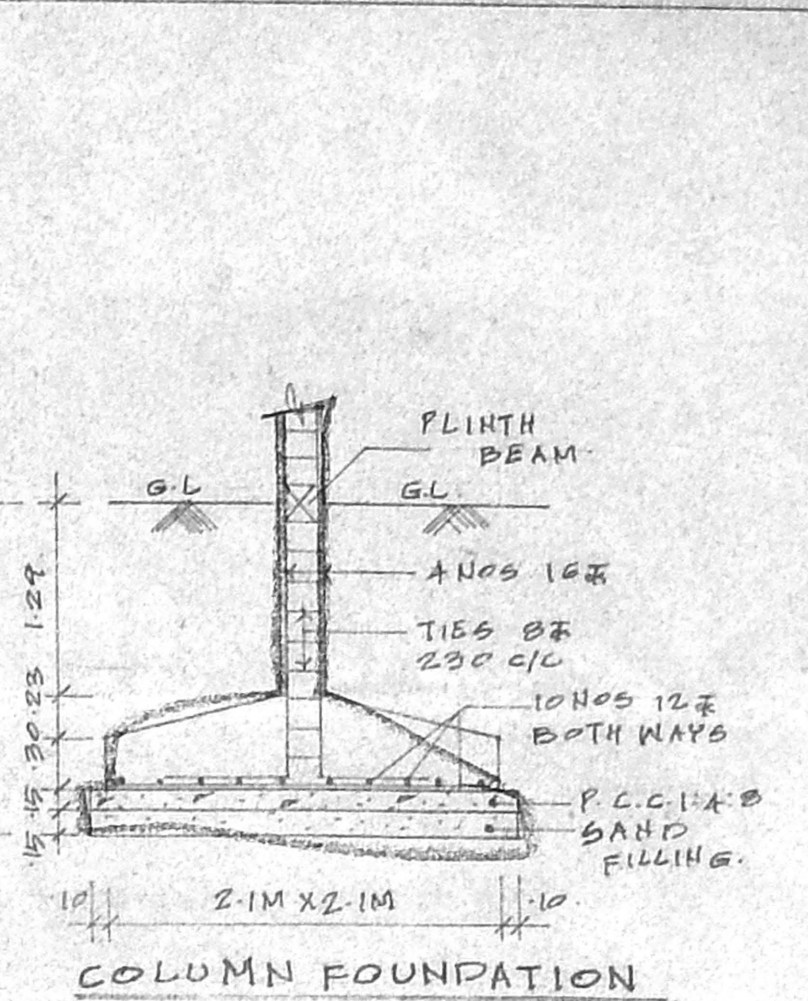 PLINTH
BEAM
G.L
G.L.
4 NOS 16
TIES 8
230 C/C
10 NOS 12
BOTH WAYS
P.C.C.1:4:8
SAND
FILLING.
1.29
.23
.30
.15
.15
.10
2.1M X 2.1M
.10
COLUMN FOUNDATION